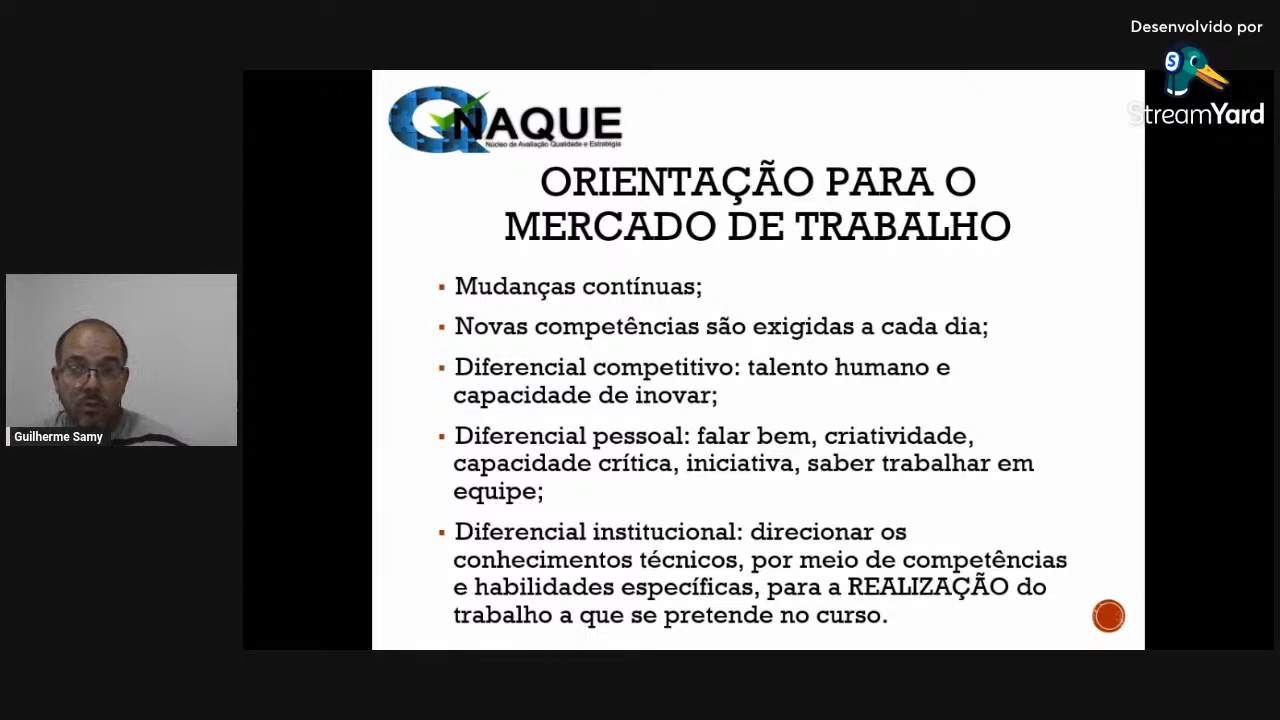 Desenvolvido por
StreamYard
NAQUE
Núcleo de Avaliação Qualidade e Estratégia
ORIENTAÇÃO PARA O
MERCADO DE TRABALHO
▪ Mudanças contínuas;
▪ Novas competências são exigidas a cada dia;
▪ Diferencial competitivo: talento humano e
capacidade de inovar;
▪ Diferencial pessoal: falar bem, criatividade,
capacidade crítica, iniciativa, saber trabalhar em
equipe;
▪ Diferencial institucional: direcionar os
conhecimentos técnicos, por meio de competências
e habilidades específicas, para a REALIZAÇÃO do
trabalho a que se pretende no curso.
Guilherme Samy